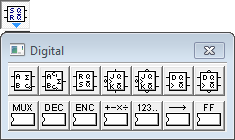 S Q
R Q
Digital
A Σ
B C
S Q
R Q
J Q
K Q
J Q
K Q
D Q
Q
D Q
Q
MUX DEC ENC +-×÷ 123.. FF